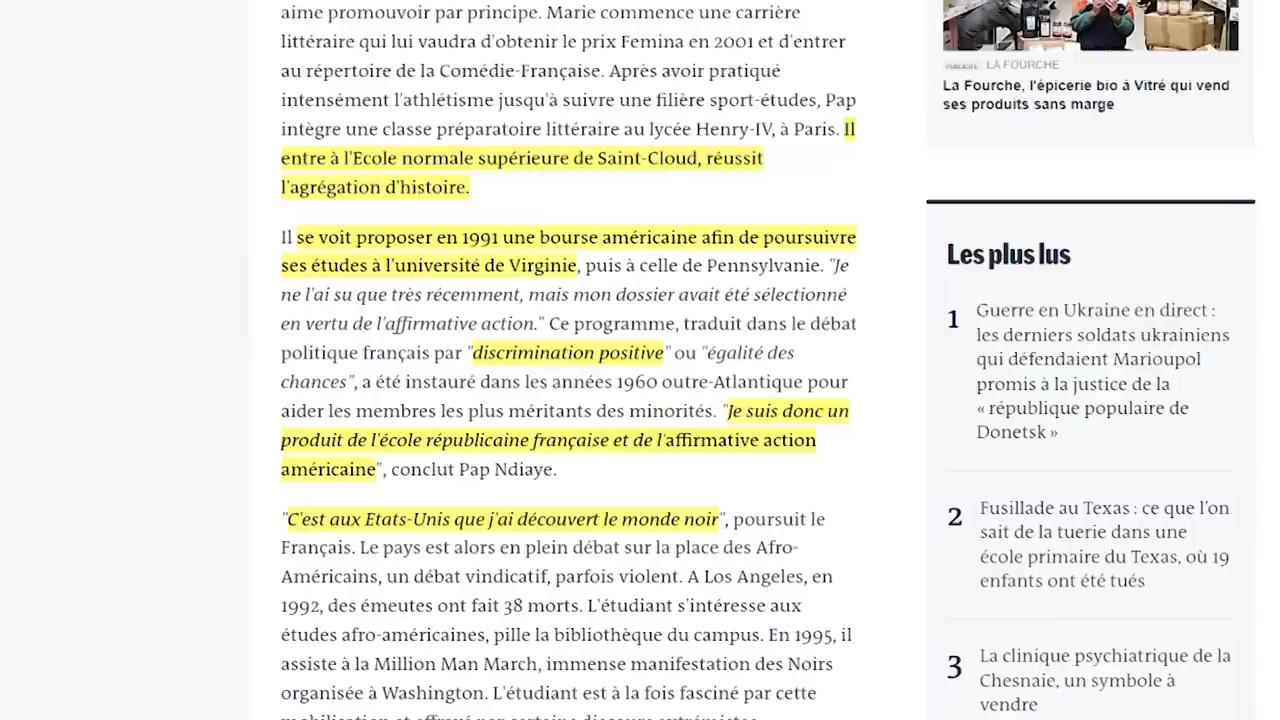 aime promouvoir par principe. Marie commence une carrière
littéraire qui lui vaudra d'obtenir le prix Femina en 2001 et d'entrer
au répertoire de la Comédie-Française. Après avoir pratiqué
intensément l'athlétisme jusqu'à suivre une filière sport-études, Pap
intègre une classe préparatoire littéraire au lycée Henry-IV, à Paris. Il
entre à l'Ecole normale supérieure de Saint-Cloud, réussit
l'agrégation d'histoire.
Il se voit proposer en 1991 une bourse américaine afin de poursuivre
ses études à l'université de Virginie, puis à celle de Pennsylvanie. "Je
ne l'ai su que très récemment, mais mon dossier avait été sélectionné
en vertu de l'affirmative action." Ce programme, traduit dans le débat
politique français par "discrimination positive" ou "égalité des
chances", a été instauré dans les années 1960 outre-Atlantique pour
aider les membres les plus méritants des minorités. "Je suis donc un
produit de l'école républicaine française et de l'affirmative action
américaine", conclut Pap Ndiaye.
"C'est aux Etats-Unis que j'ai découvert le monde noir", poursuit le
Français. Le pays est alors en plein débat sur la place des Afro-
Américains, un débat vindicatif, parfois violent. A Los Angeles, en
1992, des émeutes ont fait 38 morts. L'étudiant s'intéresse aux
études afro-américaines, pille la bibliothèque du campus. En 1995, il
assiste à la Million Man March, immense manifestation des Noirs
organisée à Washington. L'étudiant est à la fois fasciné par cette
mobilisation et effrayé par certains discours extrémistes.
PUBLICITÉ LA FOURCHE
La Fourche, l'épicerie bio à Vitré qui vend
ses produits sans marge
Les plus lus
1 Guerre en Ukraine en direct :
les derniers soldats ukrainiens
qui défendaient Marioupol
promis à la justice de la
« république populaire de
Donetsk »
2 Fusillade au Texas : ce que l'on
sait de la tuerie dans une
école primaire du Texas, où 19
enfants ont été tués
3 La clinique psychiatrique de la
Chesnaie, un symbole à
vendre